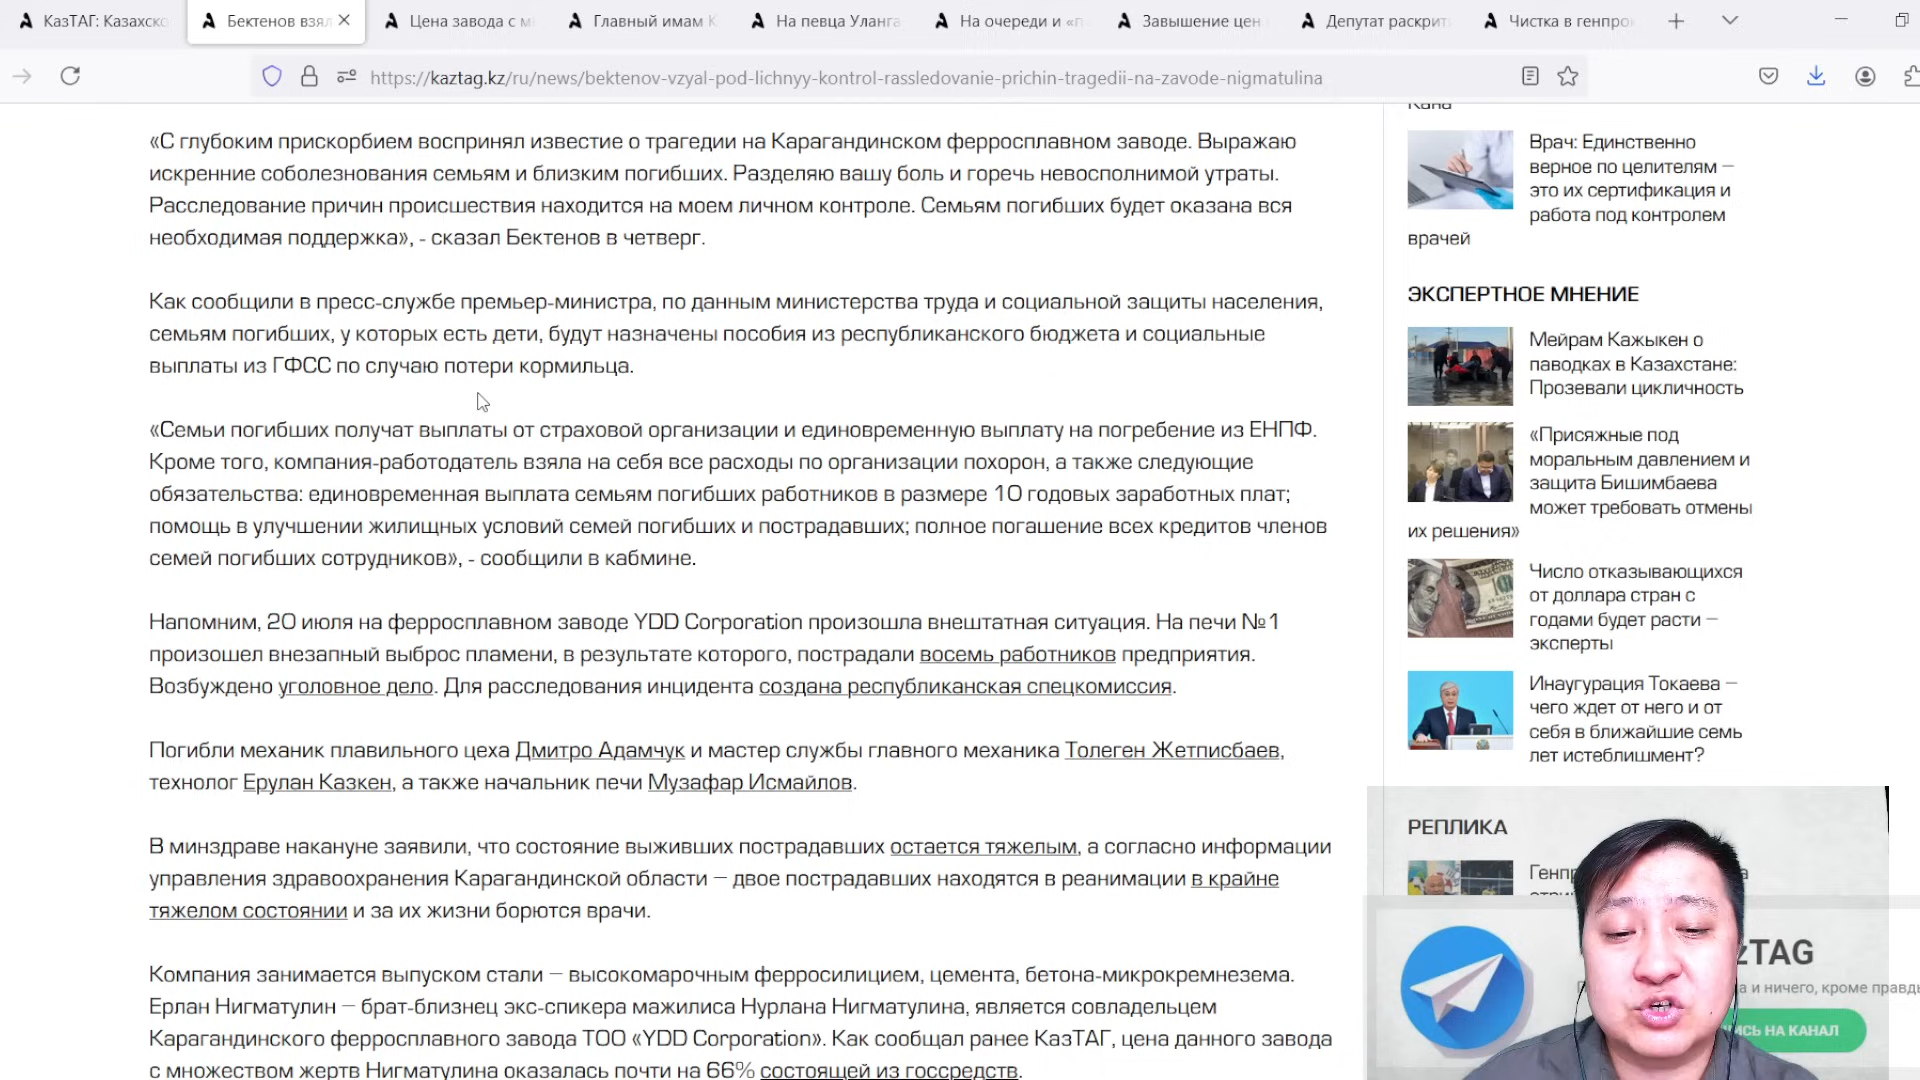 КазТАГ: Казахско
Бектенов взял
Цена завода с м
Главный имам К
На певца Уланга
На очереди и «п
Завышение цен
Депутат раскрит
Чистка в генпро
https://kaztag.kz/ru/news/bektenov-vzyal-pod-lichnyy-kontrol-rassledovanie-prichin-tragedii-na-zavode-nigmatulina
«С глубоким прискорбием воспринял известие о трагедии на Карагандинском ферросплавном заводе. Выражаю
искренние соболезнования семьям и близким погибших. Разделяю вашу боль и горечь невосполнимой утраты.
Расследование причин происшествия находится на моем личном контроле. Семьям погибших будет оказана вся
необходимая поддержка», - сказал Бектенов в четверг.
Как сообщили в пресс-службе премьер-министра, по данным министерства труда и социальной защиты населения,
семьям погибших, у которых есть дети, будут назначены пособия из республиканского бюджета и социальные
выплаты из ГФСС по случаю потери кормильца.
«Семьи погибших получат выплаты от страховой организации и единовременную выплату на погребение из ЕНПФ.
Кроме того, компания-работодатель взяла на себя все расходы по организации похорон, а также следующие
обязательства: единовременная выплата семьям погибших работников в размере 10 годовых заработных плат;
помощь в улучшении жилищных условий семей погибших и пострадавших; полное погашение всех кредитов членов
семей погибших сотрудников», - сообщили в кабмине.
Напомним, 20 июля на ферросплавном заводе YDD Corporation произошла внештатная ситуация. На печи №1
произошел внезапный выброс пламени, в результате которого, пострадали восемь работников предприятия.
Возбуждено уголовное дело. Для расследования инцидента создана республиканская спецкомиссия.
Погибли механик плавильного цеха Дмитро Адамчук и мастер службы главного механика Толеген Жетписбаев,
технолог Ерулан Казкен, а также начальник печи Музафар Исмайлов.
В минздраве накануне заявили, что состояние выживших пострадавших остается тяжелым, а согласно информации
управления здравоохранения Карагандинской области — двое пострадавших находятся в реанимации в крайне
тяжелом состоянии и за их жизни борются врачи.
Компания занимается выпуском стали — высокомарочным ферросилицием, цемента, бетона-микрокремнезема.
Ерлан Нигматулин — брат-близнец экс-спикера мажилиса Нурлана Нигматулина, является совладельцем
Карагандинского ферросплавного завода ТОО «YDD Corporation». Как сообщал ранее КазТАГ, цена данного завода
с множеством жертв Нигматулина оказалась почти на 66% состоящей из госсредств.
Кана
Врач: Единственно
верное по целителям —
это их сертификация и
работа под контролем
врачей
ЭКСПЕРТНОЕ МНЕНИЕ
Мейрам Кажыкен о
паводках в Казахстане:
Прозевали цикличность
«Присяжные под
моральным давлением и
защита Бишимбаева
может требовать отмены
их решения»
Число отказывающихся
от доллара стран с
годами будет расти —
эксперты
Инаугурация Токаева —
чего ждет от него и от
себя в ближайшие семь
лет истеблишмент?
РЕПЛИКА
zTAG
и ничего, кроме правды
ИСЬ НА КАНАЛ